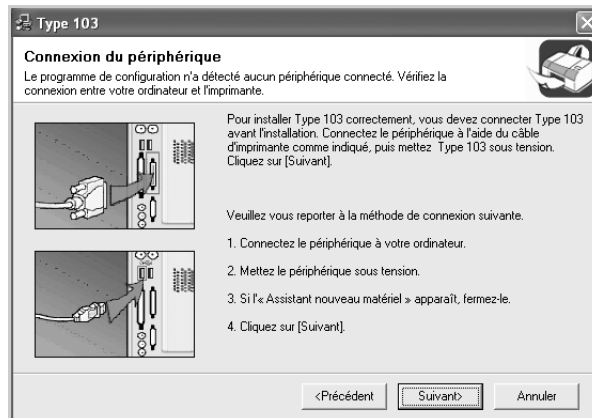 Type 103
Connexion du périphérique
Le programme de configuration n'a détecté aucun périphérique connecté. Vérifiez la
connexion entre votre ordinateur et l'imprimante.
Pour installer Type 103 correctement, vous devez connecter Type 103
avant l'installation. Connectez le périphérique à l'aide du câble
d'imprimante comme indiqué, puis mettez Type 103 sous tension.
Cliquez sur [Suivant].
Veuillez vous reporter à la méthode de connexion suivante.
1. Connectez le périphérique à votre ordinateur.
2. Mettez le périphérique sous tension.
3. Si l'« Assistant nouveau matériel » apparaît, fermez-le.
4. Cliquez sur [Suivant].
<Précédent
Suivant>
Annuler